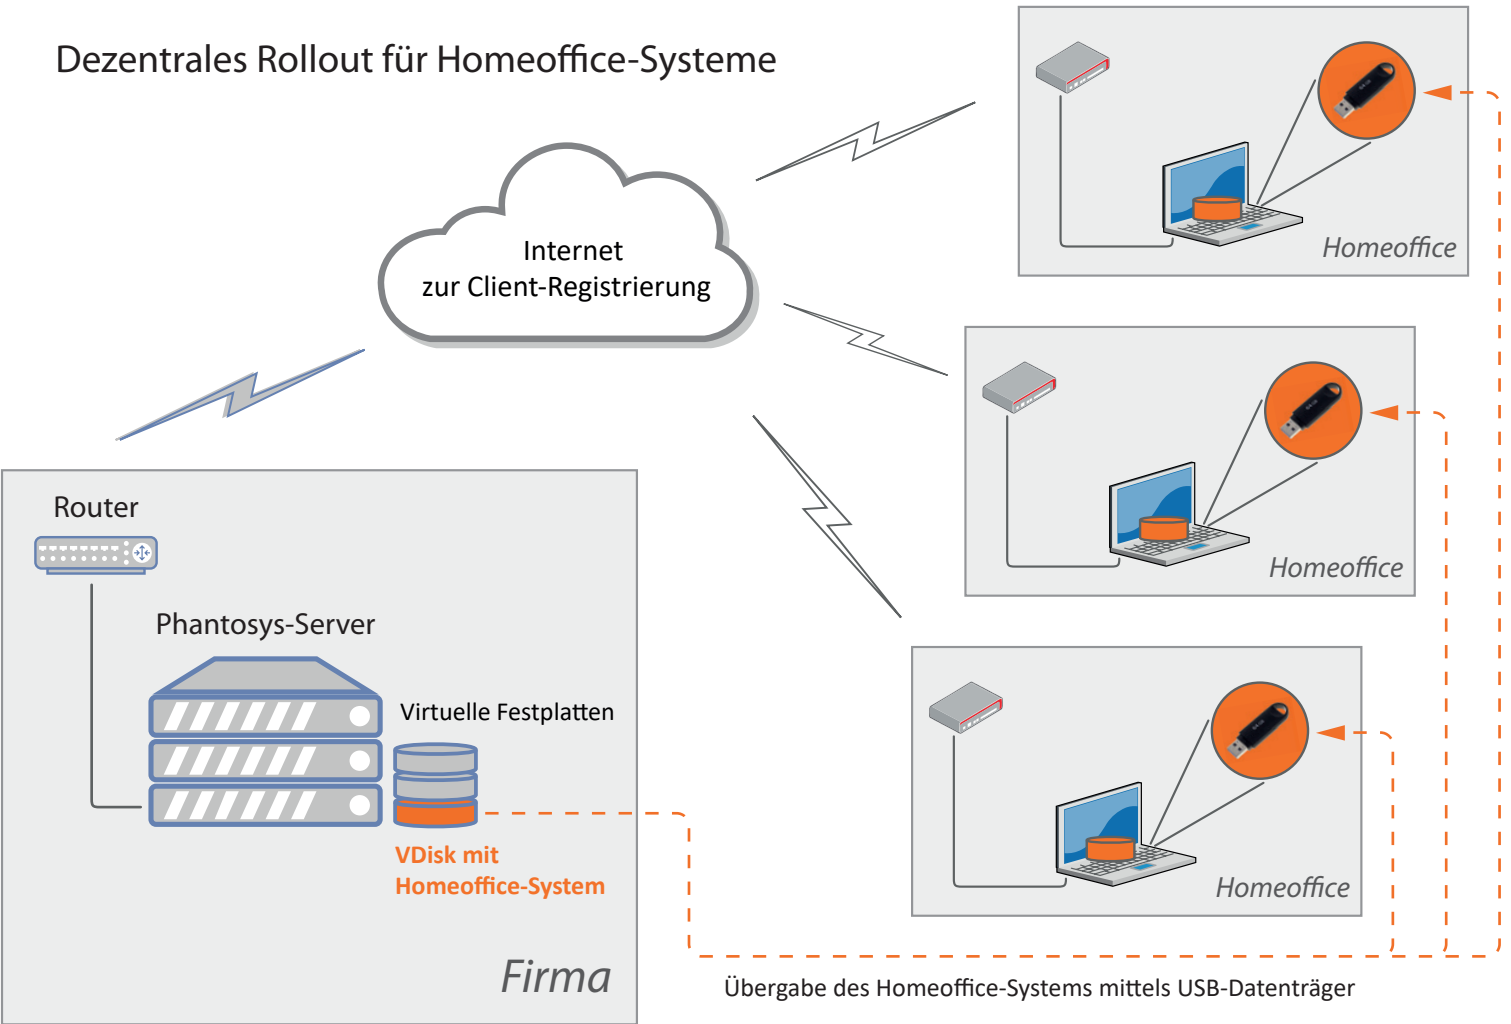 Dezentrales Rollout für Homeoffice-Systeme
Internet
zur Client-Registrierung
Homeoffice
Homeoffice
Homeoffice
Router
Phantosys-Server
Virtuelle Festplatten
VDisk mit
Homeoffice-System
Firma
Übergabe des Homeoffice-Systems mittels USB-Datenträger